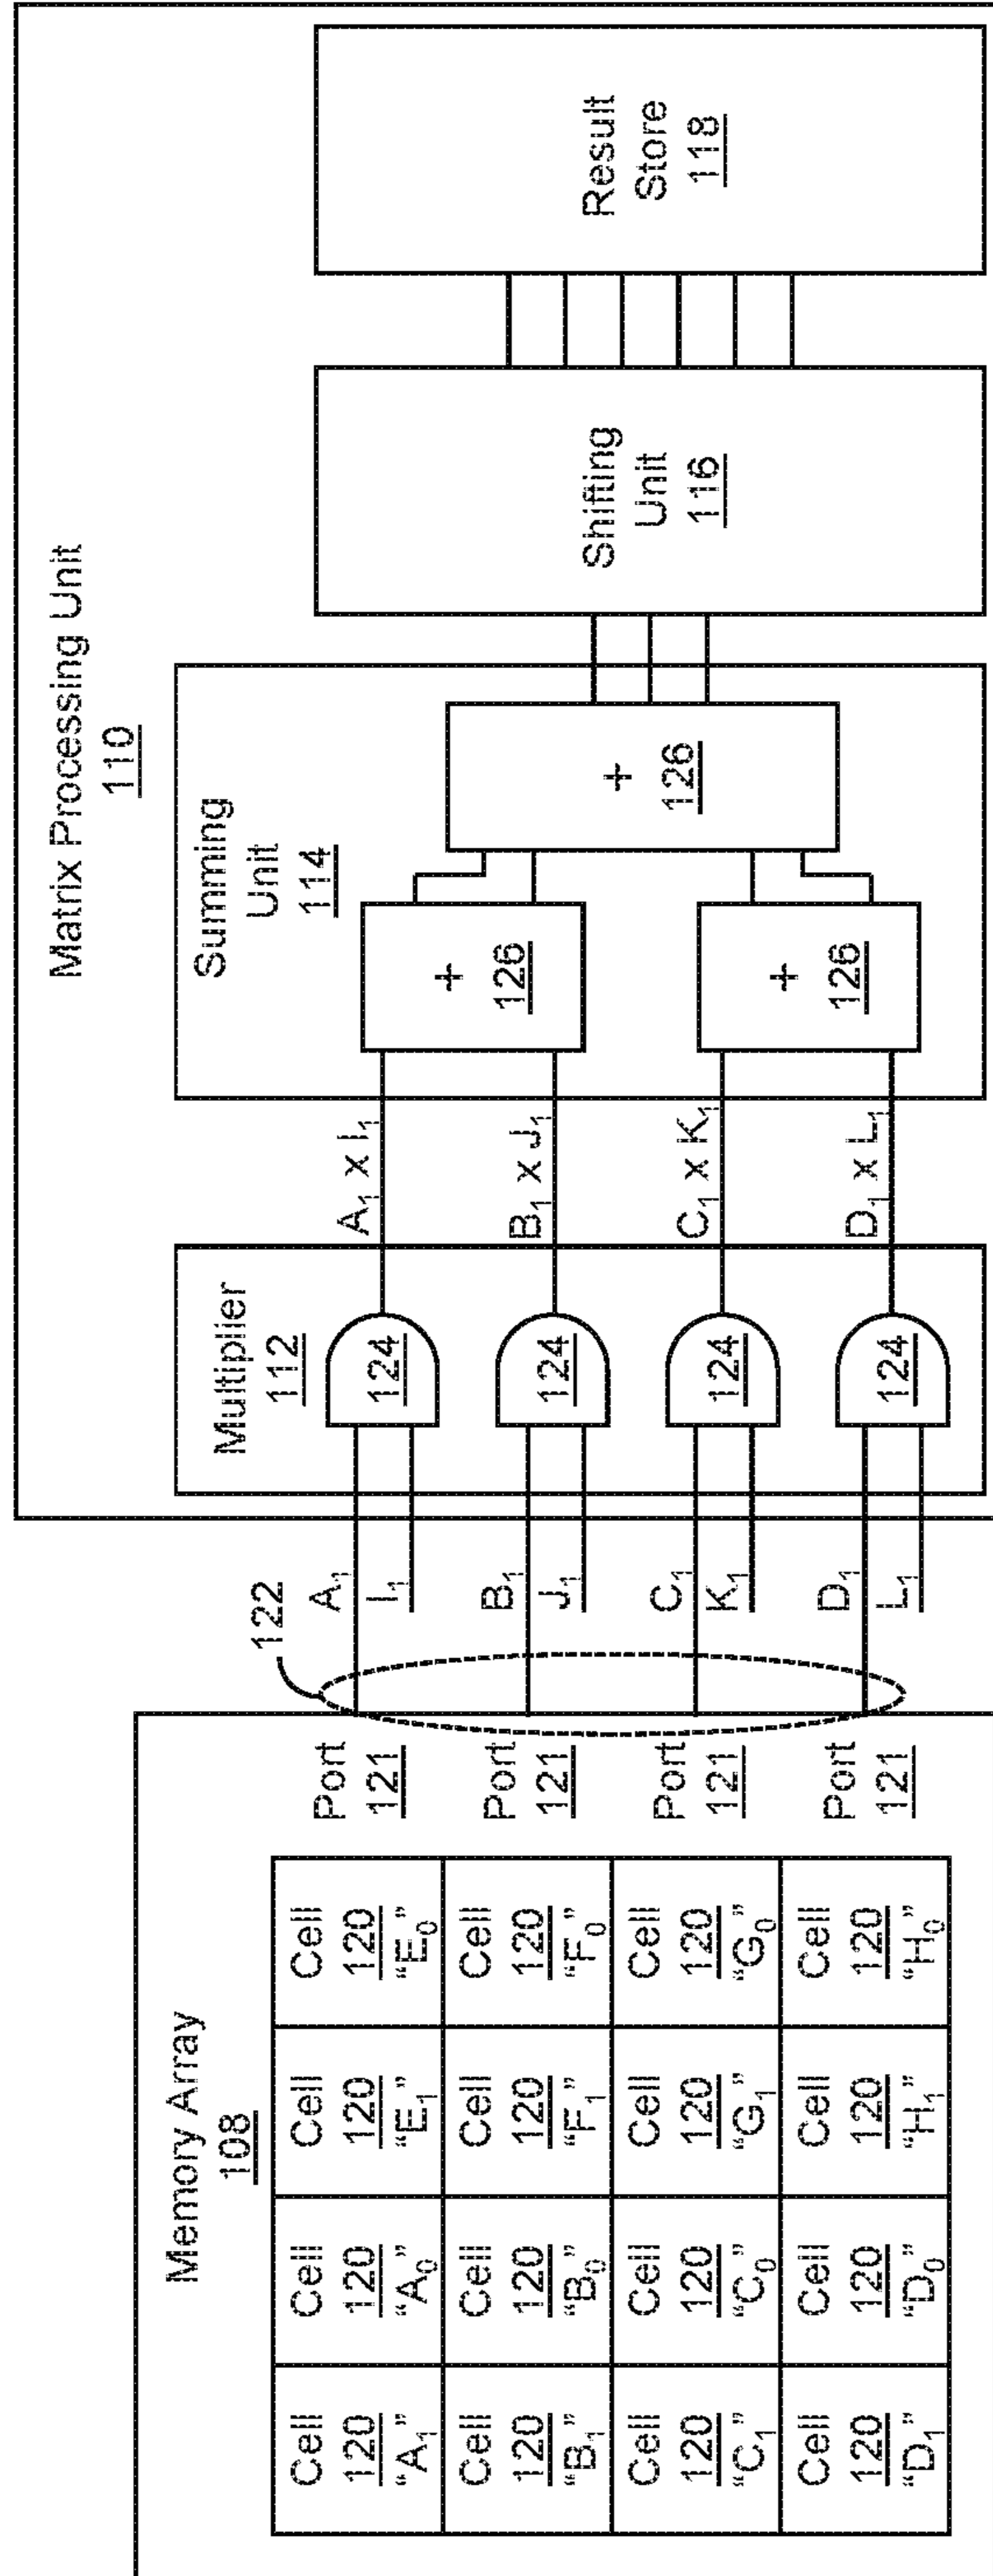 Memory Array
108
Cell
120
“A₁”
Cell
120
“A₀”
Cell
120
“E₁”
Cell
120
“E₀”
Cell
120
“B₁”
Cell
120
“B₀”
Cell
120
“F₁”
Cell
120
“F₀”
Cell
120
“C₁”
Cell
120
“C₀”
Cell
120
“G₁”
Cell
120
“G₀”
Cell
120
“D₁”
Cell
120
“D₀”
Cell
120
“H₁”
Cell
120
“H₀”
Port
121
Port
121
Port
121
Port
121
122
A₁
I₁
B₁
J₁
C₁
K₁
D₁
L₁
Matrix Processing Unit
110
Multiplier
112
124
124
124
124
A₁ x I₁
B₁ x J₁
C₁ x K₁
D₁ x L₁
Summing
Unit
114
+
126
+
126
+
126
Shifting
Unit
116
Result
Store
118